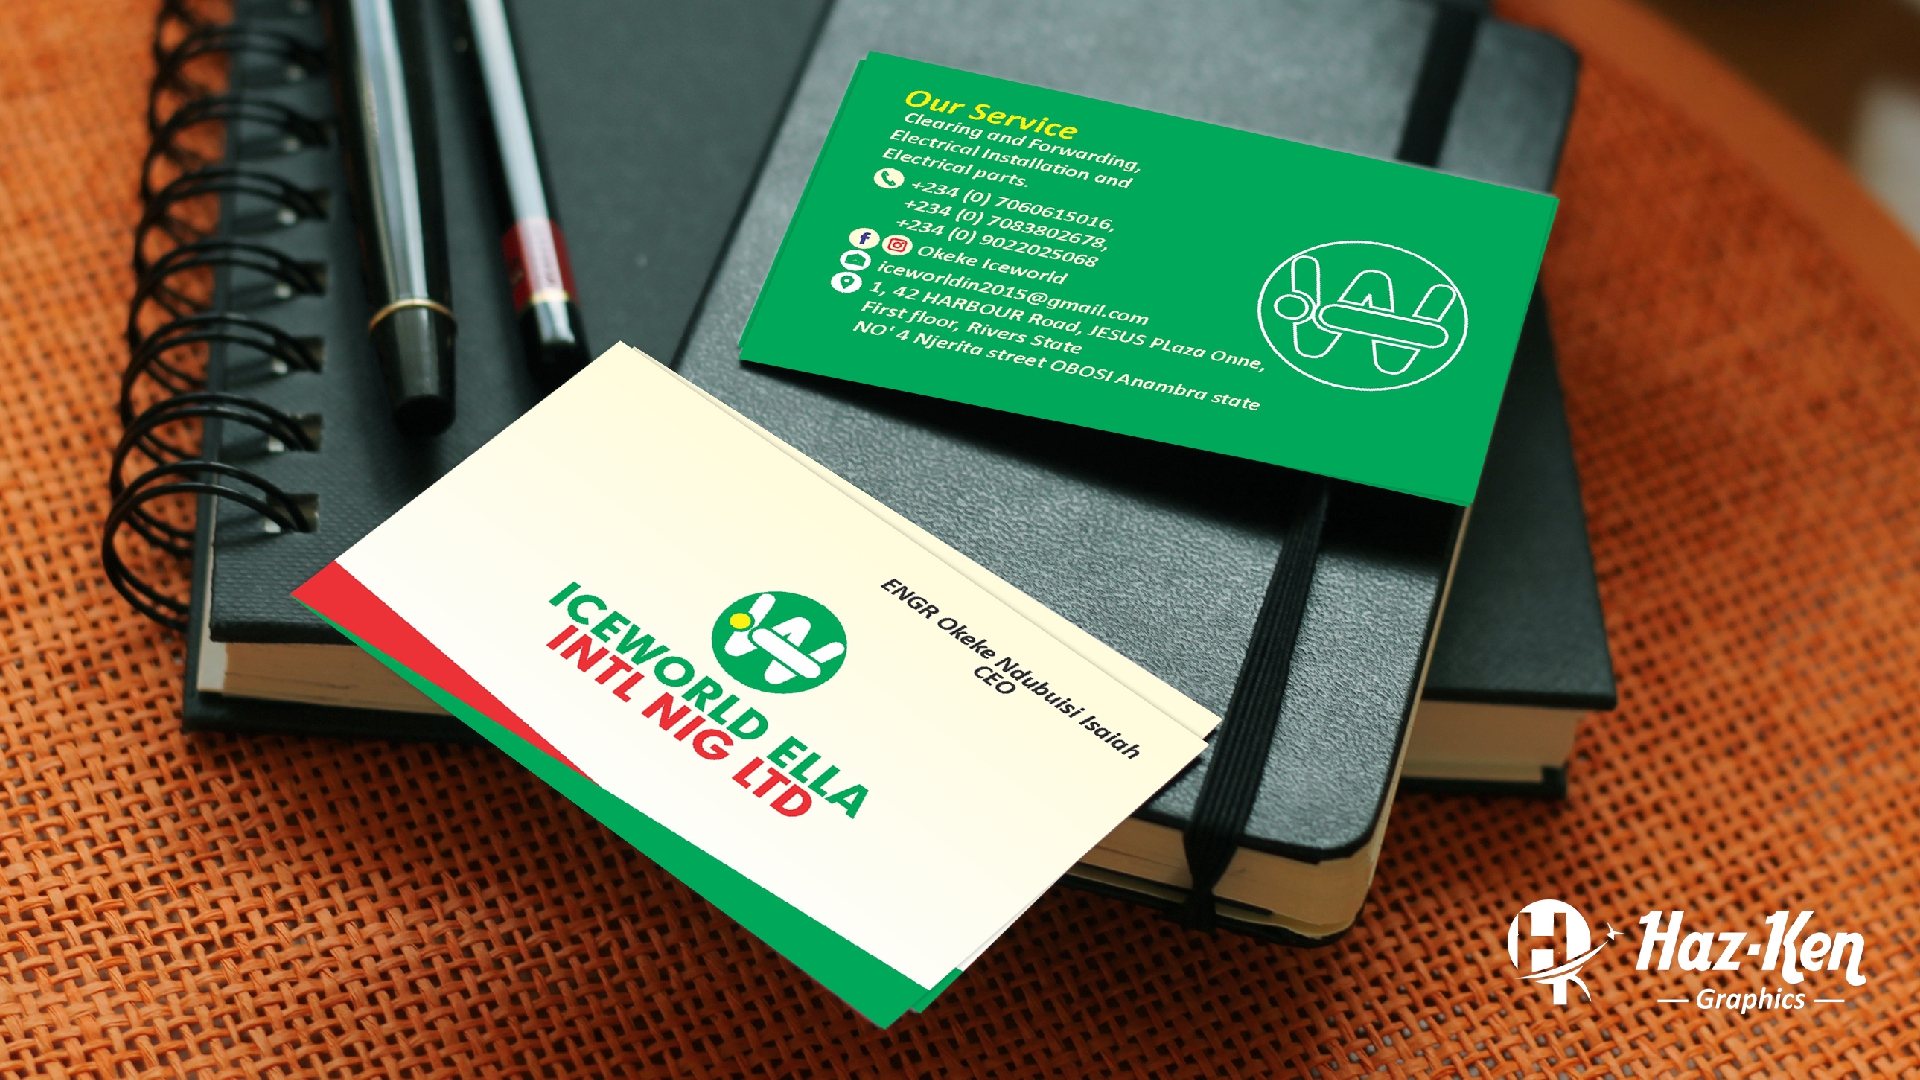 Our Service
Clearing and Forwarding,
Electrical Installation and
Electrical parts.
+234 (0) 7060615016,
+234 (0) 7083802678,
+234 (0) 9022025068
Okeke Iceworld
iceworldin2015@gmail.com
1, 42 HARBOUR Road, JESUS PLaza Onne,
First floor, Rivers State
NO' 4 Njerita street OBOSI Anambra state
ENGR Okeke Ndubuisi Isaiah
CEO
ICEWORLD ELLA
INTL NIG LTD
Haz-Ken
Graphics